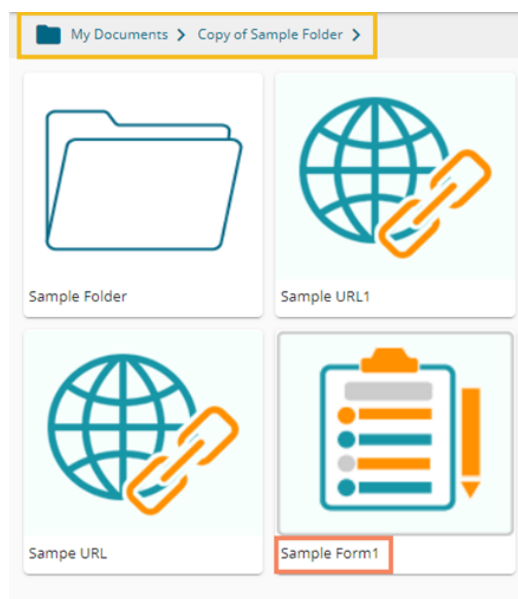 My Documents > Copy of Sample Folder >
Sample Folder
Sample URL1
Sampe URL
Sample Form1